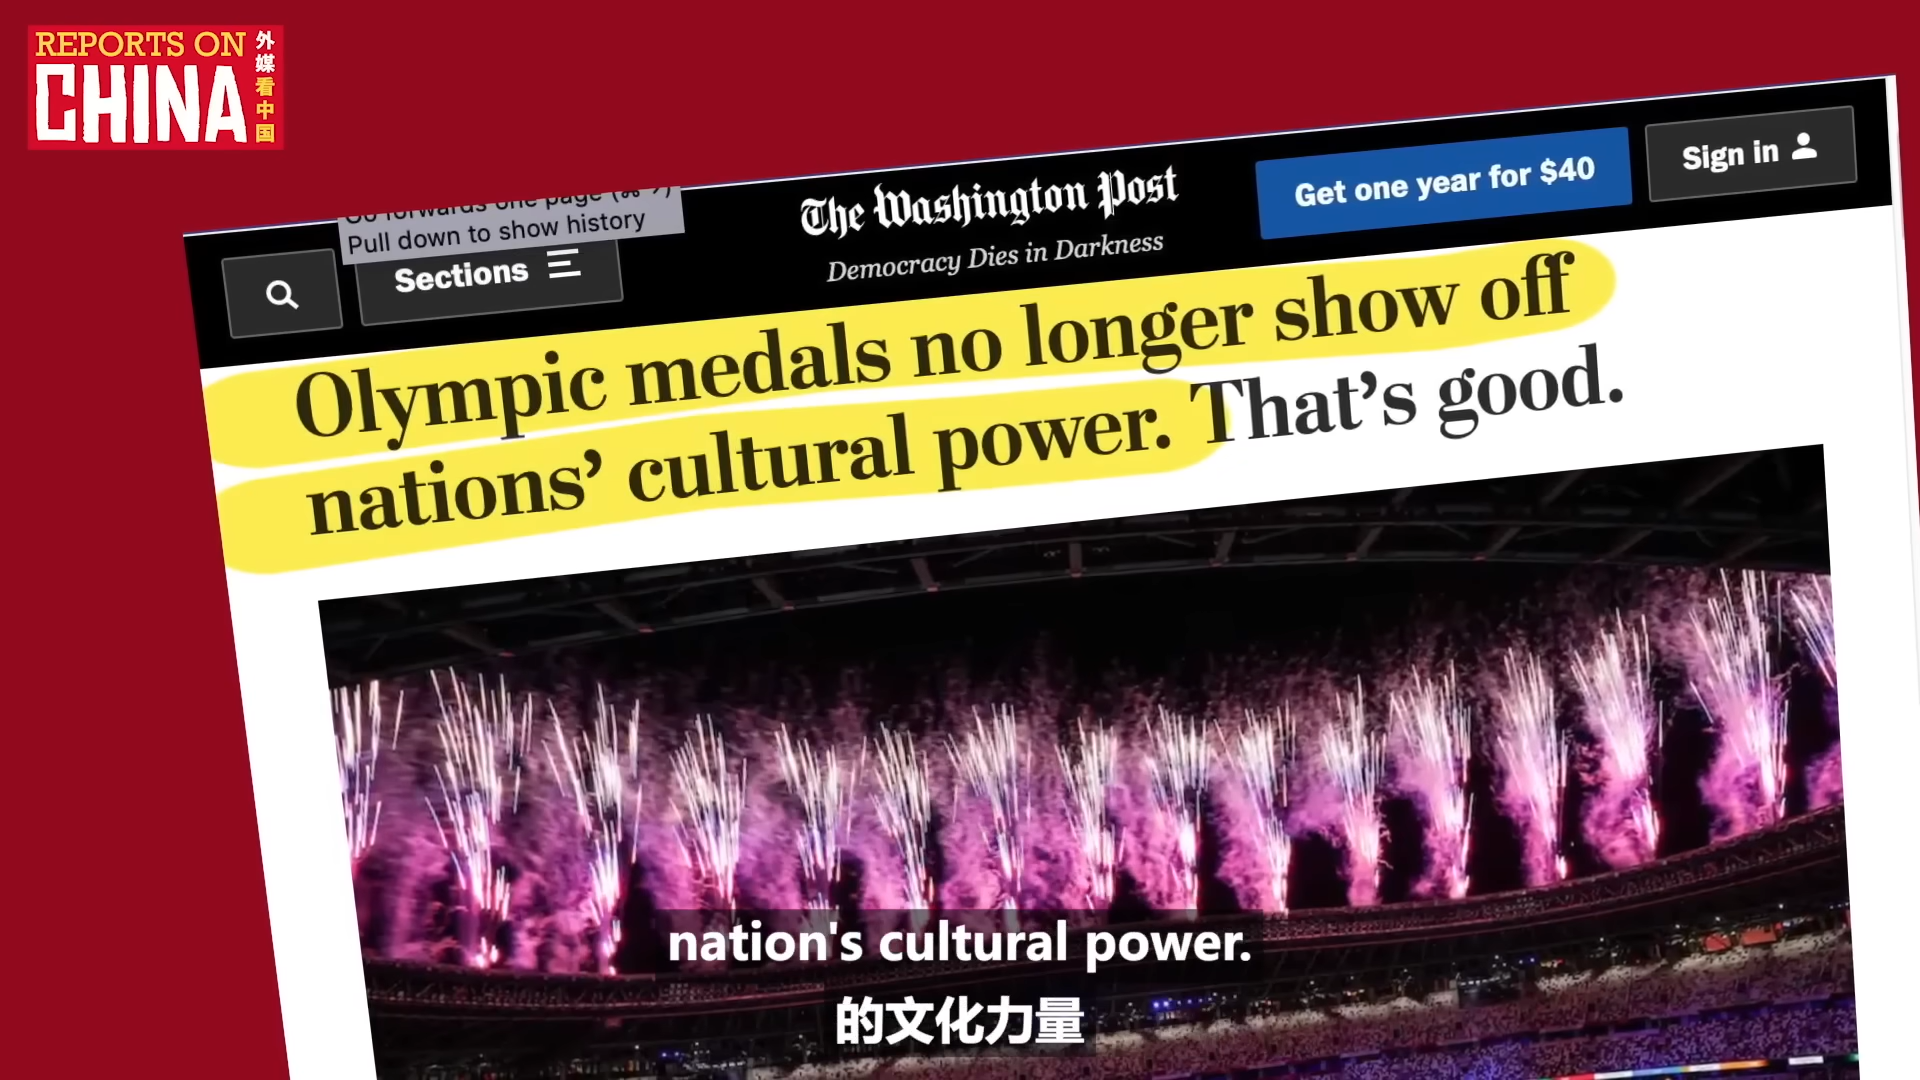 REPORTS ON
CHINA
外媒看中国
Pull down to show history
Sections
The Washington Post
Democracy Dies in Darkness
Get one year for $40
Sign in
Olympic medals no longer show off
nations’ cultural power. That’s good.
nation's cultural power.
的文化力量